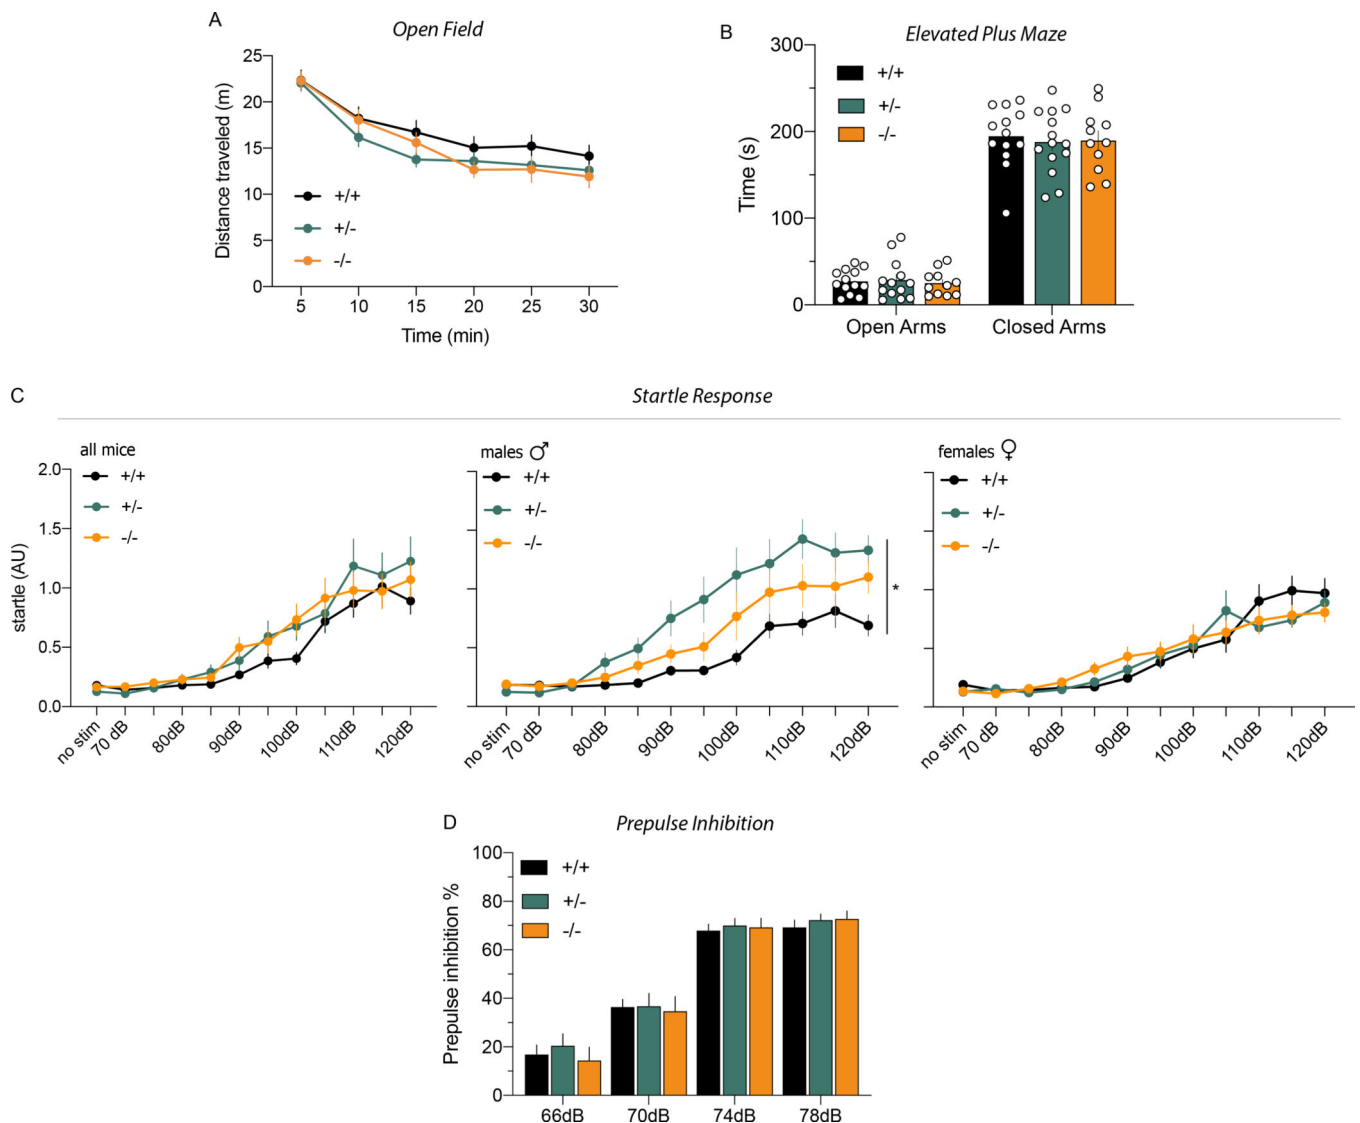 A
Open Field
Distance traveled (m)
25
20
15
10
5
0
+/+
+/-
-/-
5 10 15 20 25 30
Time (min)
B
Elevated Plus Maze
Time (s)
300
200
100
0
+/+
+/-
-/-
Open Arms Closed Arms
C
Startle Response
all mice
startle (AU)
2.0
1.5
1.0
0.5
0.0
+/+
+/-
-/-
no stim 70 dB 80dB 90dB 100dB 110dB 120dB
males ♂
+/+
+/-
-/-
*
no stim 70 dB 80dB 90dB 100dB 110dB 120dB
females ♀
+/+
+/-
-/-
no stim 70 dB 80dB 90dB 100dB 110dB 120dB
D
Prepulse Inhibition
Prepulse inhibition %
100
80
60
40
20
0
+/+
+/-
-/-
66dB 70dB 74dB 78dB